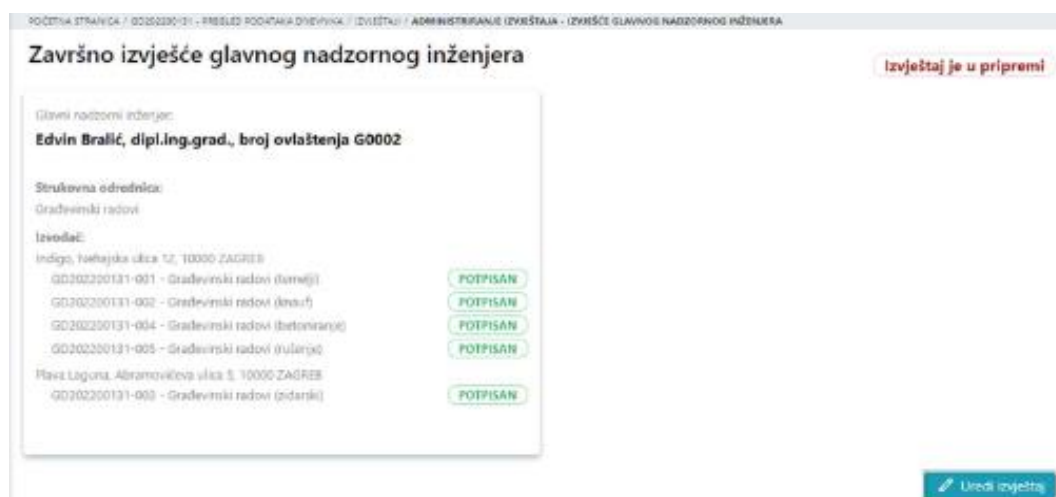 POČETNA STRANICA / GD202200131 - PREGLED PODATAKA DNEVNIKA / IZVJEŠTAJI / ADMINISTRIRANJE IZVJEŠTAJA - IZVJEŠĆE GLAVNOG NADZORNOG INŽENJERA
Završno izvješće glavnog nadzornog inženjera
Izvještaj je u pripremi
Glavni nadzorni inženjer:
Edvin Bralić, dipl.ing.grad., broj ovlaštenja G0002
Strukovna odrednica:
Građevinski radovi
Izvođač:
Indigo, Nehajska ulica 12, 10000 ZAGREB
GD202200131-001 - Građevinski radovi (temelji) POTPISAN
GD202200131-002 - Građevinski radovi (knauf) POTPISAN
GD202200131-004 - Građevinski radovi (betoniranje) POTPISAN
GD202200131-005 - Građevinski radovi (rušenje) POTPISAN
Plava Laguna, Abramovićeva ulica 3, 10000 ZAGREB
GD202200131-003 - Građevinski radovi (zidarski) POTPISAN
Uredi izvještaj